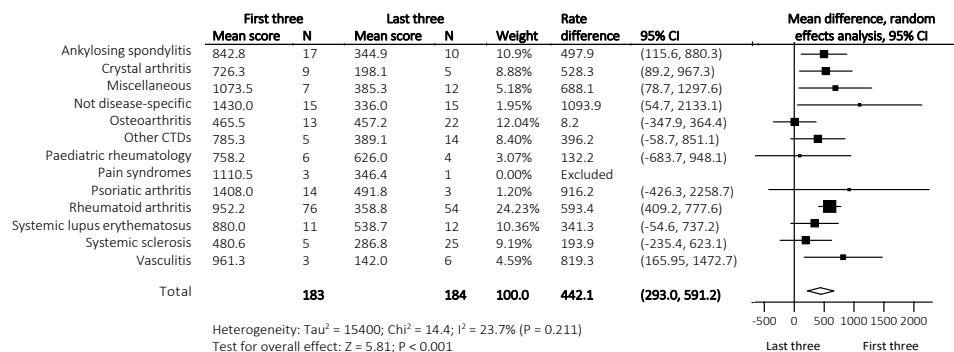 First three Last three Rate Mean difference, random
Mean score N Mean score N Weight difference 95% CI effects analysis, 95% CI
Ankylosing spondylitis 842.8 17 344.9 10 10.9% 497.9 (115.6, 880.3)
Crystal arthritis 726.3 9 198.1 5 8.88% 528.3 (89.2, 967.3)
Miscellaneous 1073.5 7 385.3 12 5.18% 688.1 (78.7, 1297.6)
Not disease-specific 1430.0 15 336.0 15 1.95% 1093.9 (54.7, 2133.1)
Osteoarthritis 465.5 13 457.2 22 12.04% 8.2 (-347.9, 364.4)
Other CTDs 785.3 5 389.1 14 8.40% 396.2 (-58.7, 851.1)
Paediatric rheumatology 758.2 6 626.0 4 3.07% 132.2 (-683.7, 948.1)
Pain syndromes 1110.5 3 346.4 1 0.00% Excluded
Psoriatic arthritis 1408.0 14 491.8 3 1.20% 916.2 (-426.3, 2258.7)
Rheumatoid arthritis 952.2 76 358.8 54 24.23% 593.4 (409.2, 777.6)
Systemic lupus erythematosus 880.0 11 538.7 12 10.36% 341.3 (-54.6, 737.2)
Systemic sclerosis 480.6 5 286.8 25 9.19% 193.9 (-235.4, 623.1)
Vasculitis 961.3 3 142.0 6 4.59% 819.3 (165.95, 1472.7)
Total 183 184 100.0 442.1 (293.0, 591.2)
-500 0 500 1000 1500 2000
Heterogeneity: Tau² = 15400; Chi² = 14.4; I² = 23.7% (P = 0.211)
Test for overall effect: Z = 5.81; P < 0.001
Last three First three